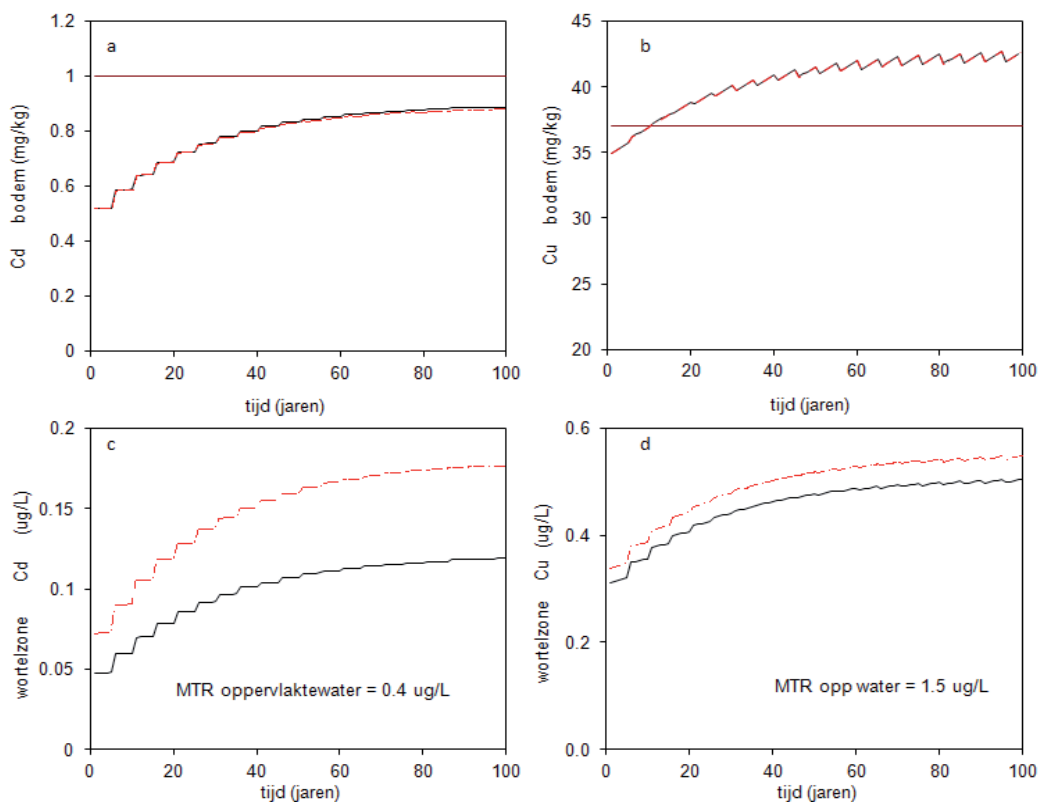 a
1.2
1
0.8
0.6
0.4
0.2
0
Cd bodem (mg/kg)
0 20 40 60 80 100
tijd (jaren)
b
45
40
35
30
25
20
Cu bodem (mg/kg)
0 20 40 60 80 100
tijd (jaren)
c
0.2
0.15
0.1
0.05
0
wortelzone Cd (ug/L)
MTR oppervlaktewater = 0.4 ug/L
0 20 40 60 80 100
tijd (jaren)
d
0.6
0.4
0.2
0.0
wortelzone Cu (ug/L)
MTR opp water = 1.5 ug/L
0 20 40 60 80 100
tijd (jaren)